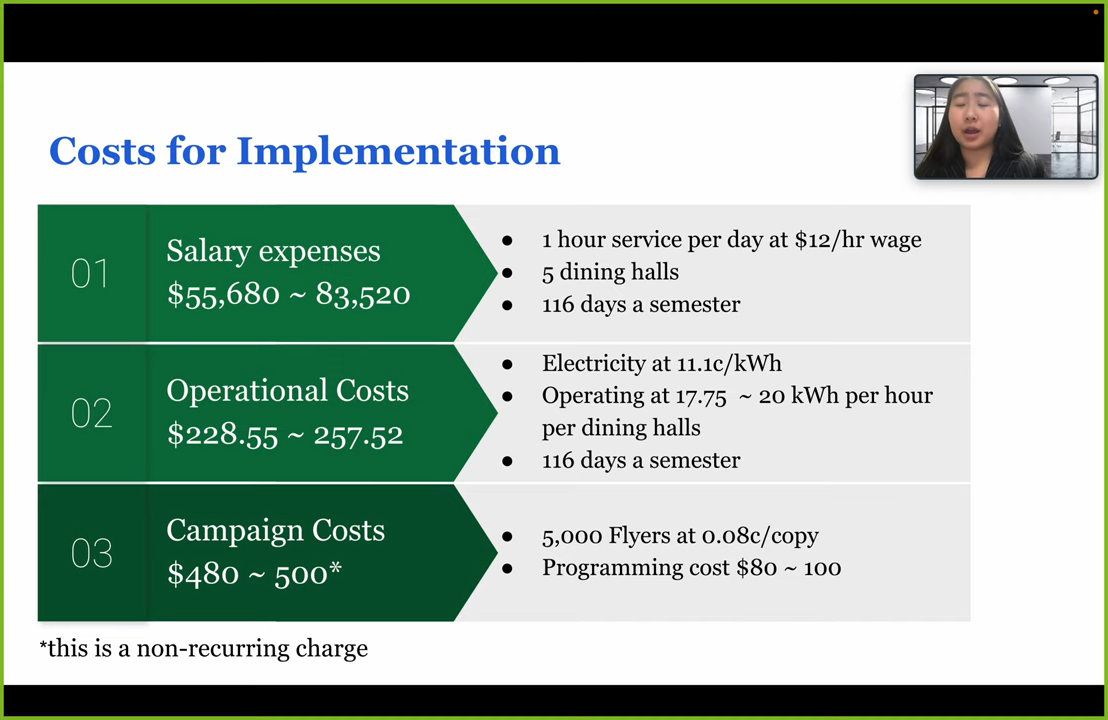 Costs for Implementation
01
Salary expenses
$55,680 ~ 83,520
● 1 hour service per day at $12/hr wage
● 5 dining halls
● 116 days a semester
02
Operational Costs
$228.55 ~ 257.52
● Electricity at 11.1c/kWh
● Operating at 17.75 ~ 20 kWh per hour
per dining halls
● 116 days a semester
03
Campaign Costs
$480 ~ 500*
● 5,000 Flyers at 0.08c/copy
● Programming cost $80 ~ 100
*this is a non-recurring charge